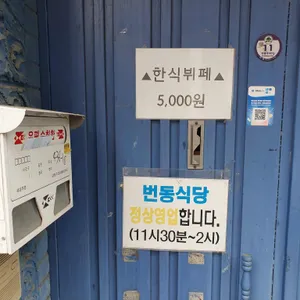 ▲한식뷔페▲
5,000원
번동식당
정상영업합니다.
(11시30분~2시)
11